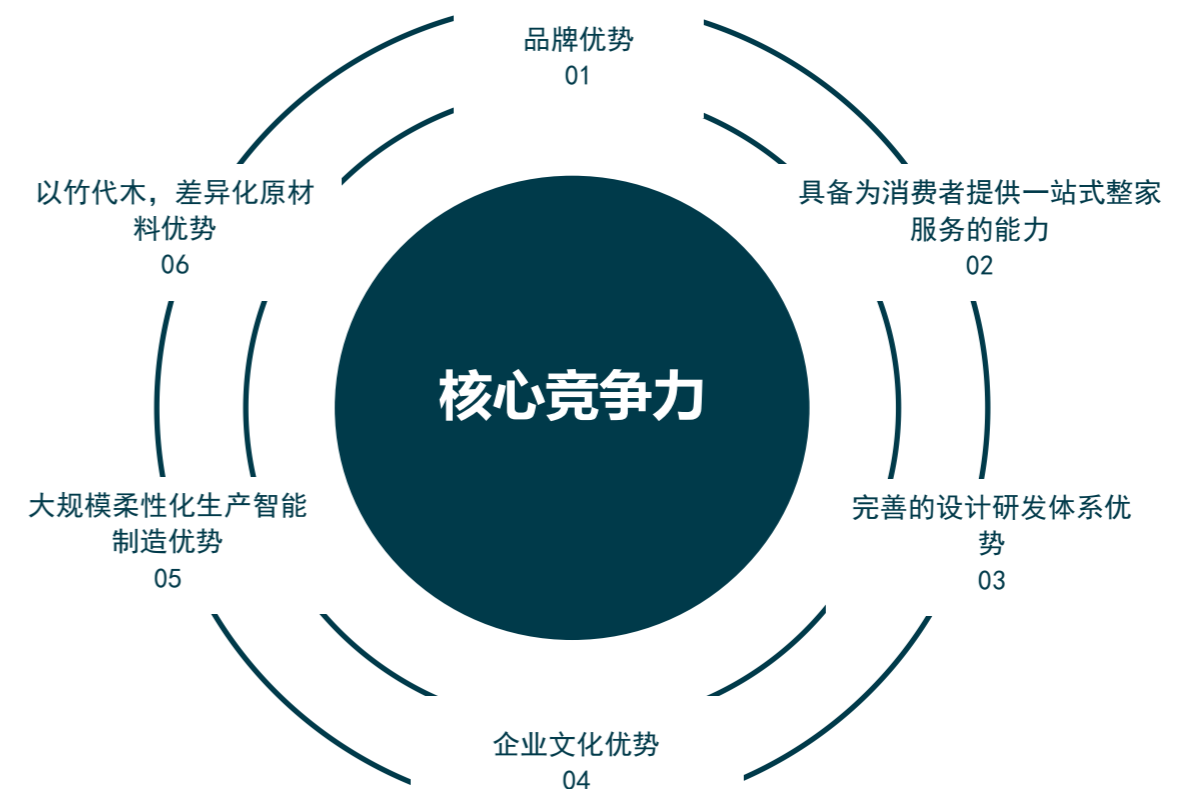 品牌优势
01
具备为消费者提供一站式整家
服务的能力
02
完善的设计研发体系优
势
03
企业文化优势
04
大规模柔性化生产智能
制造优势
05
以竹代木，差异化原材
料优势
06
核心竞争力